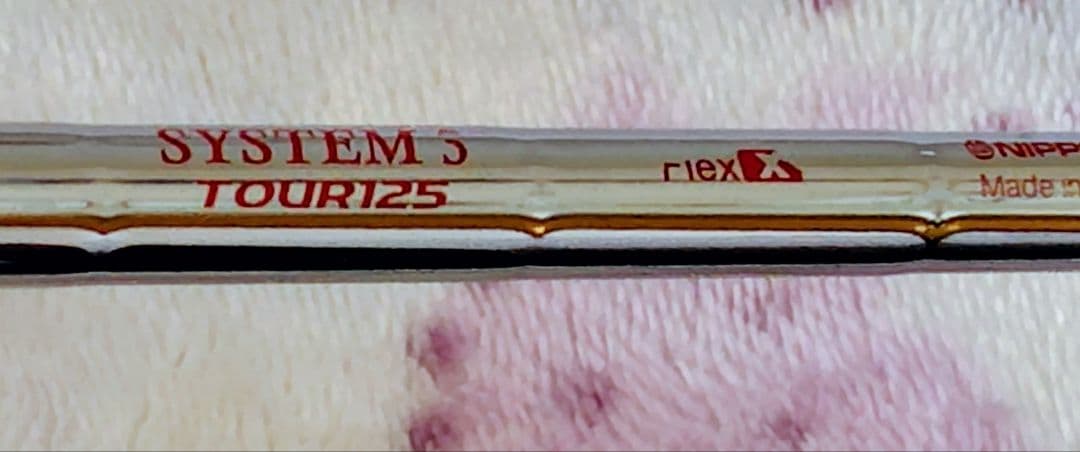 SYSTEM 3
TOUR125
Flex X
NIPP
Made in